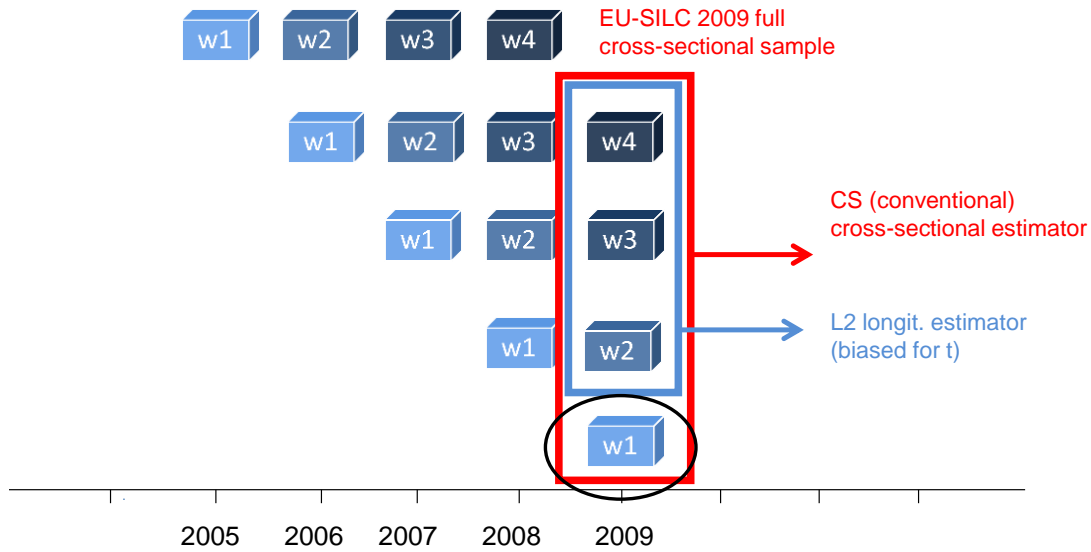 EU-SILC 2009 full
cross-sectional sample
w1 w2 w3 w4
w1 w2 w3 w4
w1 w2 w3
w1 w2
w1
CS (conventional)
cross-sectional estimator
L2 longit. estimator
(biased for t)
2005 2006 2007 2008 2009